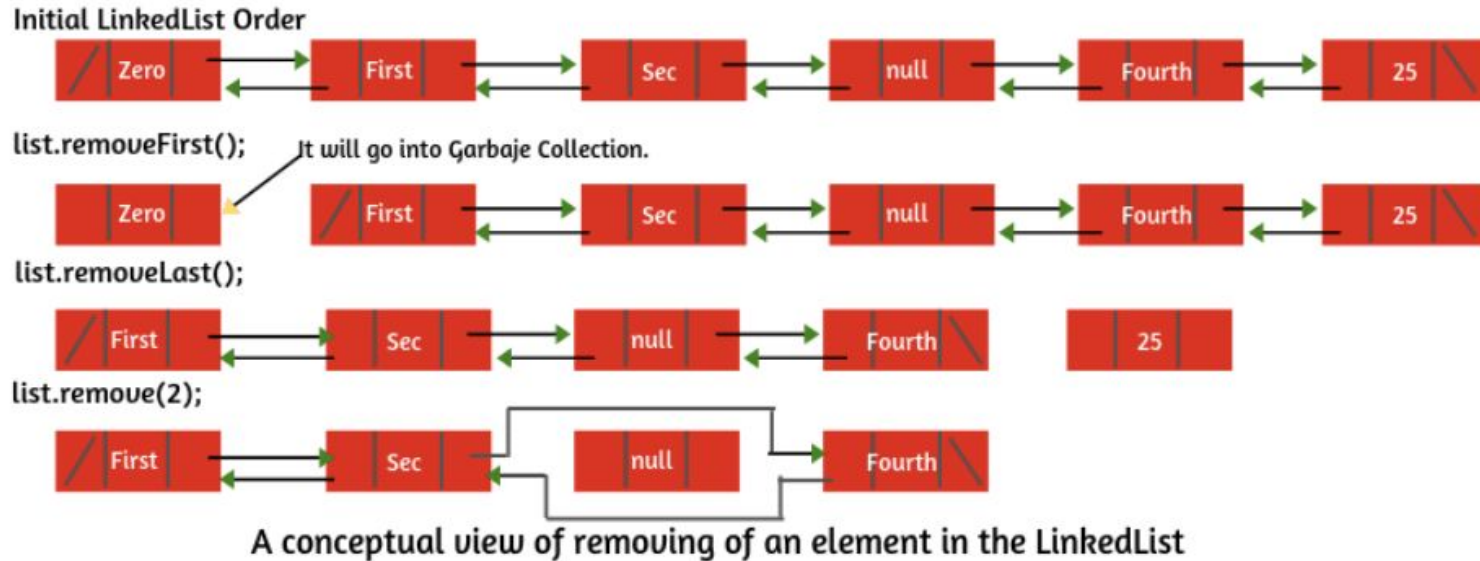 Initial LinkedList Order
Zero First Sec null Fourth 25
list.removeFirst();
It will go into Garbaje Collection.
Zero First Sec null Fourth 25
list.removeLast();
First Sec null Fourth 25
list.remove(2);
First Sec null Fourth
A conceptual view of removing of an element in the LinkedList